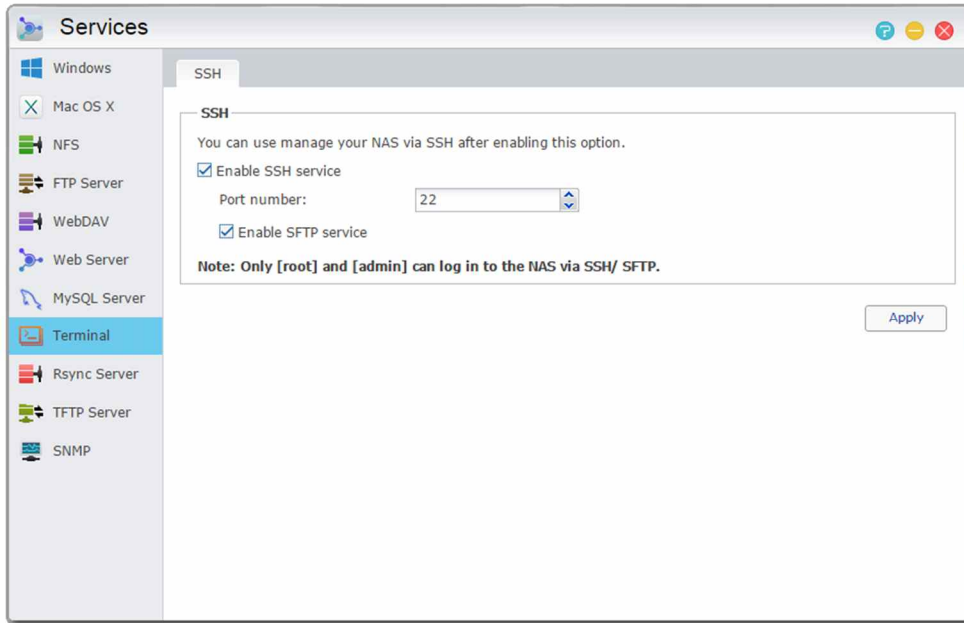 Services
Windows
Mac OS X
NFS
FTP Server
WebDAV
Web Server
MySQL Server
Terminal
Rsync Server
TFTP Server
SNMP
SSH
SSH
You can use manage your NAS via SSH after enabling this option.
Enable SSH service
Port number: 22
Enable SFTP service
Note: Only [root] and [admin] can log in to the NAS via SSH/ SFTP.
Apply